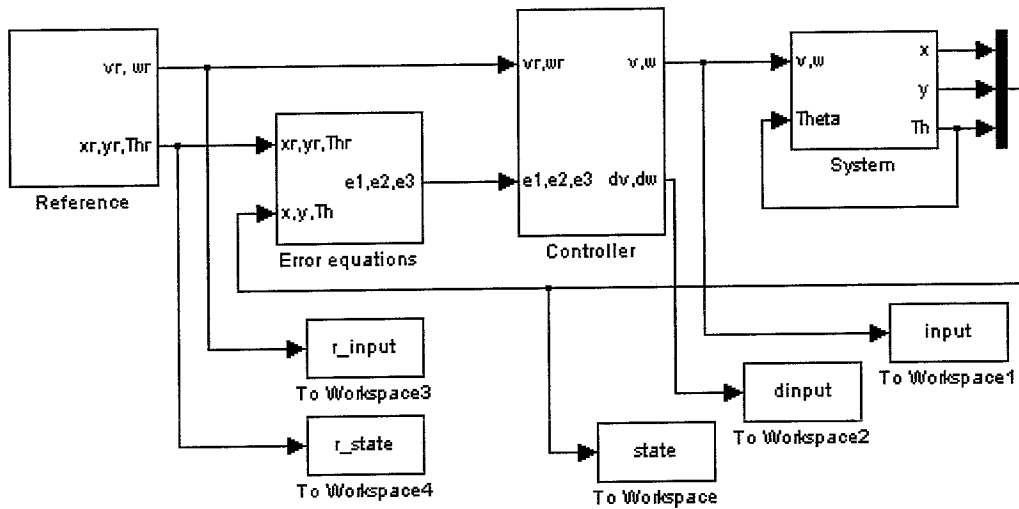 vr, wr
xr,yr,Thr
Reference
xr,yr,Thr
e1,e2,e3
x,y,Th
Error equations
vr,wr
v,w
e1,e2,e3
dv,dw
Controller
v,w
Theta
x
y
Th
System
r_input
To Workspace3
r_state
To Workspace4
state
To Workspace
dinput
To Workspace2
input
To Workspace1